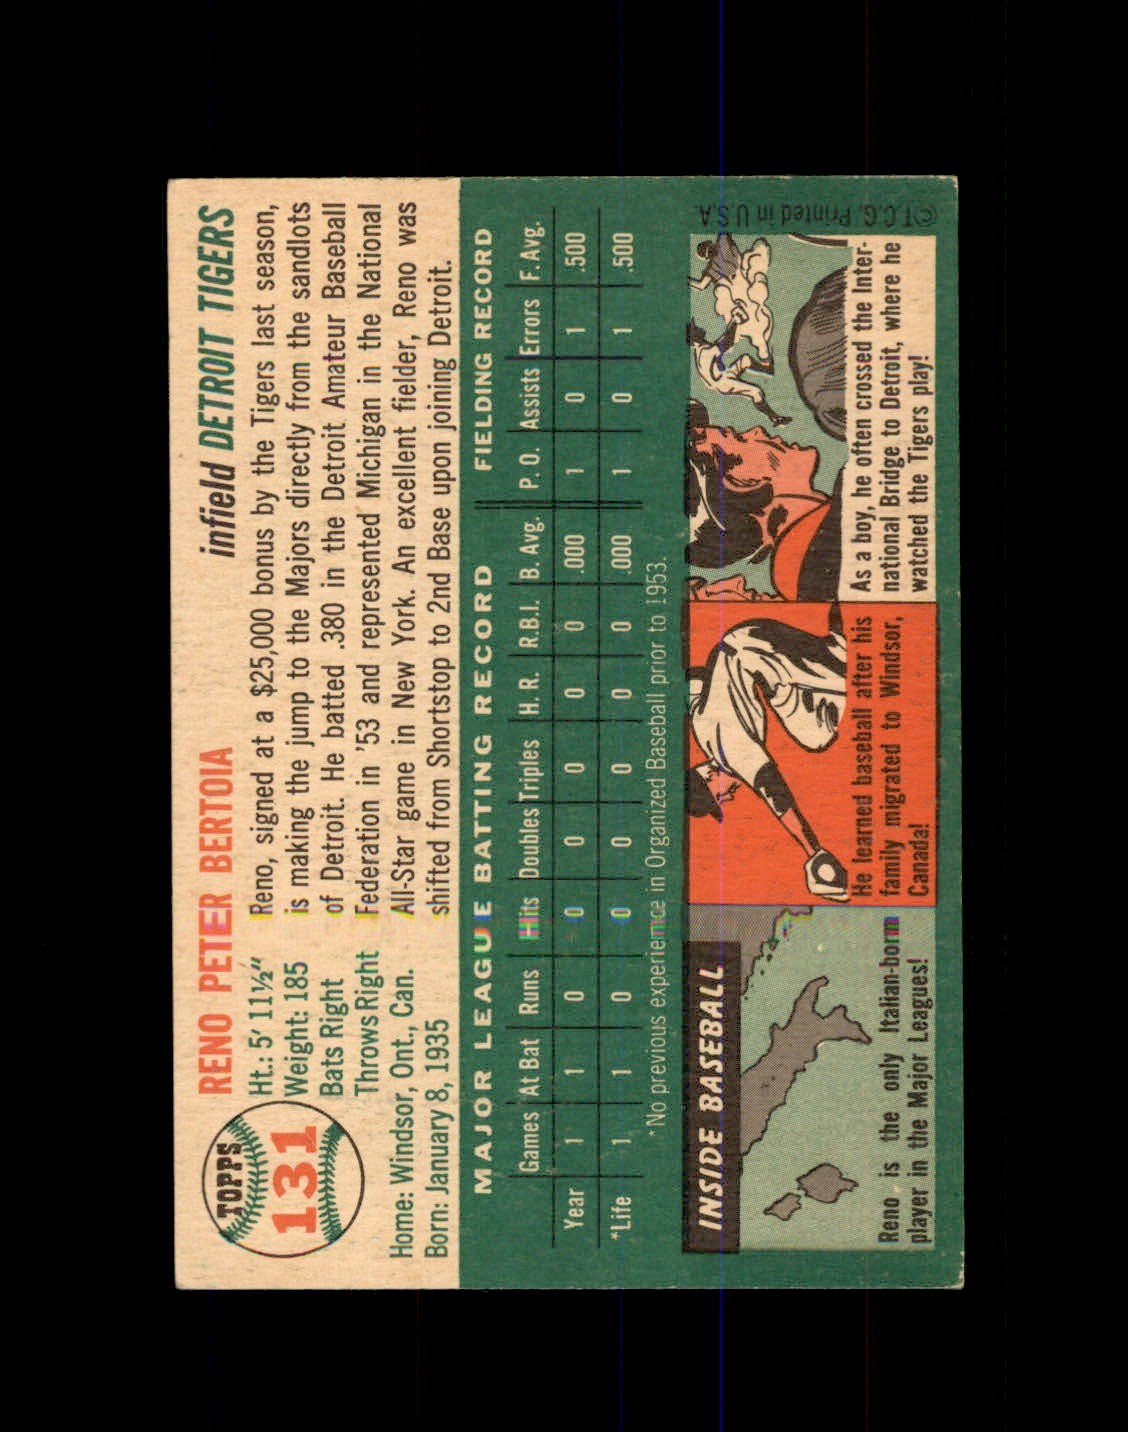 TOPPS
131
RENO PETER BERTOIA
infield DETROIT TIGERS
Ht.: 5' 11½"
Weight: 185
Bats Right
Throws Right
Home: Windsor, Ont., Can.
Born: January 8, 1935
Reno, signed at a $25,000 bonus by the Tigers last season,
is making the jump to the Majors directly from the sandlots
of Detroit. He batted .380 in the Detroit Amateur Baseball
Federation in '53 and represented Michigan in the National
All-Star game in New York. An excellent fielder, Reno was
shifted from Shortstop to 2nd Base upon joining Detroit.
MAJOR LEAGUE BATTING RECORD FIELDING RECORD
Games At Bat Runs Hits Doubles Triples H. R. R.B.I. B. Avg. P. O. Assists Errors F. Avg.
Year 1 1 0 0 0 0 0 0 .000 1 0 1 .500
*Life 1 1 0 0 0 0 0 0 .000 1 0 1 .500
*No previous experience in Organized Baseball prior to 1953.
INSIDE BASEBALL
Reno is the only Italian-born
player in the Major Leagues!
He learned baseball after his
family migrated to Windsor,
Canada!
As a boy, he often crossed the Inter-
national Bridge to Detroit, where he
watched the Tigers play!
©T.C.G. Printed in U.S.A.